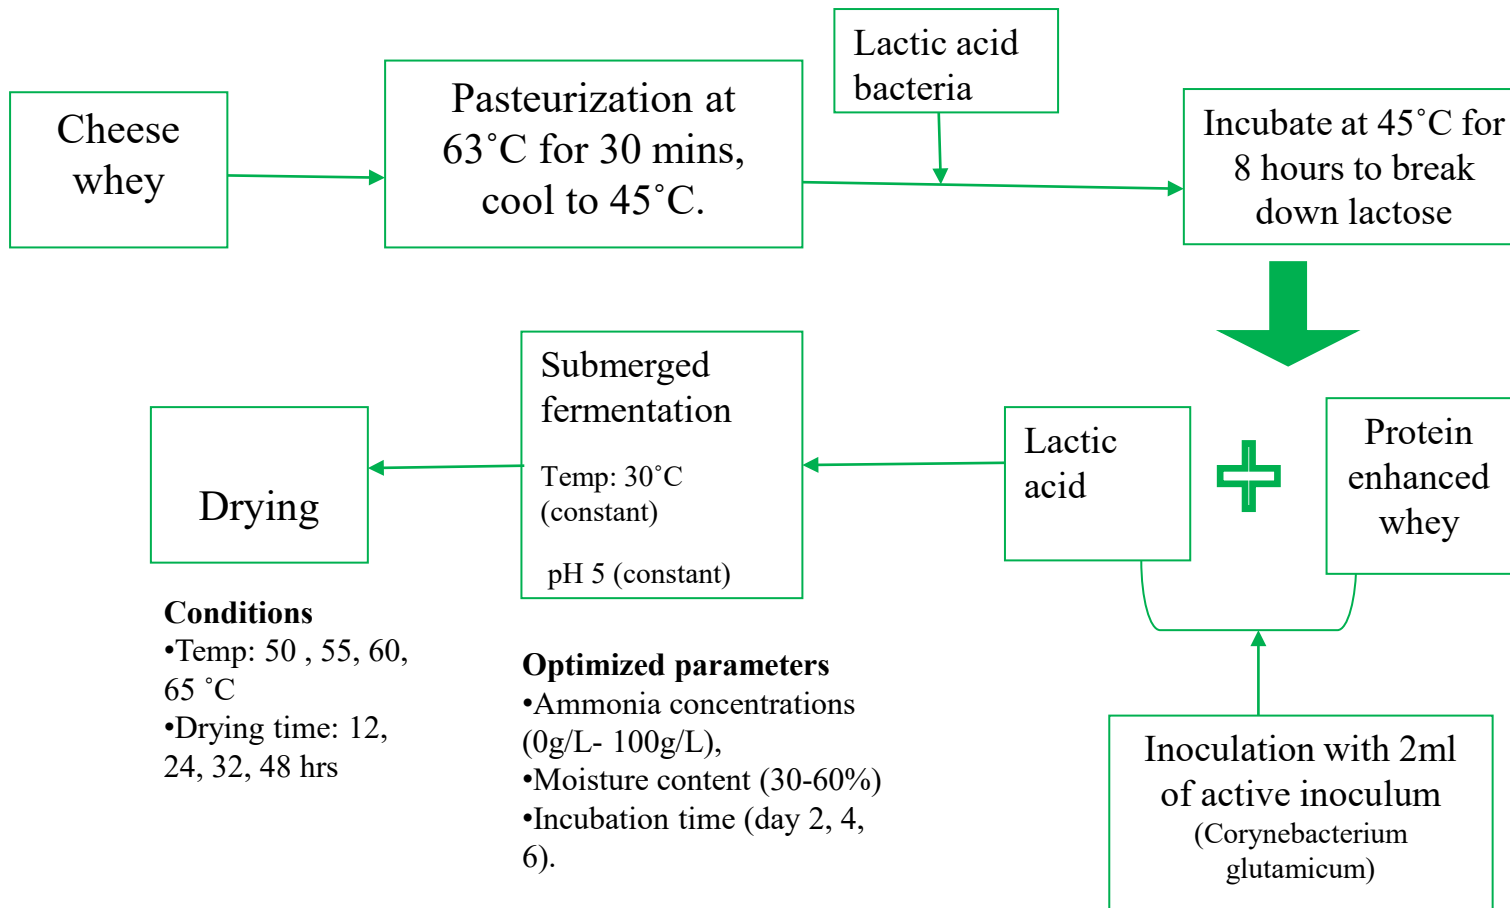 Cheese
whey
Pasteurization at
63˚C for 30 mins,
cool to 45˚C.
Lactic acid
bacteria
Incubate at 45˚C for
8 hours to break
down lactose
Protein
enhanced
whey
Lactic
acid
Inoculation with 2ml
of active inoculum
(Corynebacterium
glutamicum)
Submerged
fermentation
Temp: 30˚C
(constant)
pH 5 (constant)
Optimized parameters
•Ammonia concentrations
(0g/L- 100g/L),
•Moisture content (30-60%)
•Incubation time (day 2, 4,
6).
Drying
Conditions
•Temp: 50 , 55, 60,
65 ˚C
•Drying time: 12,
24, 32, 48 hrs